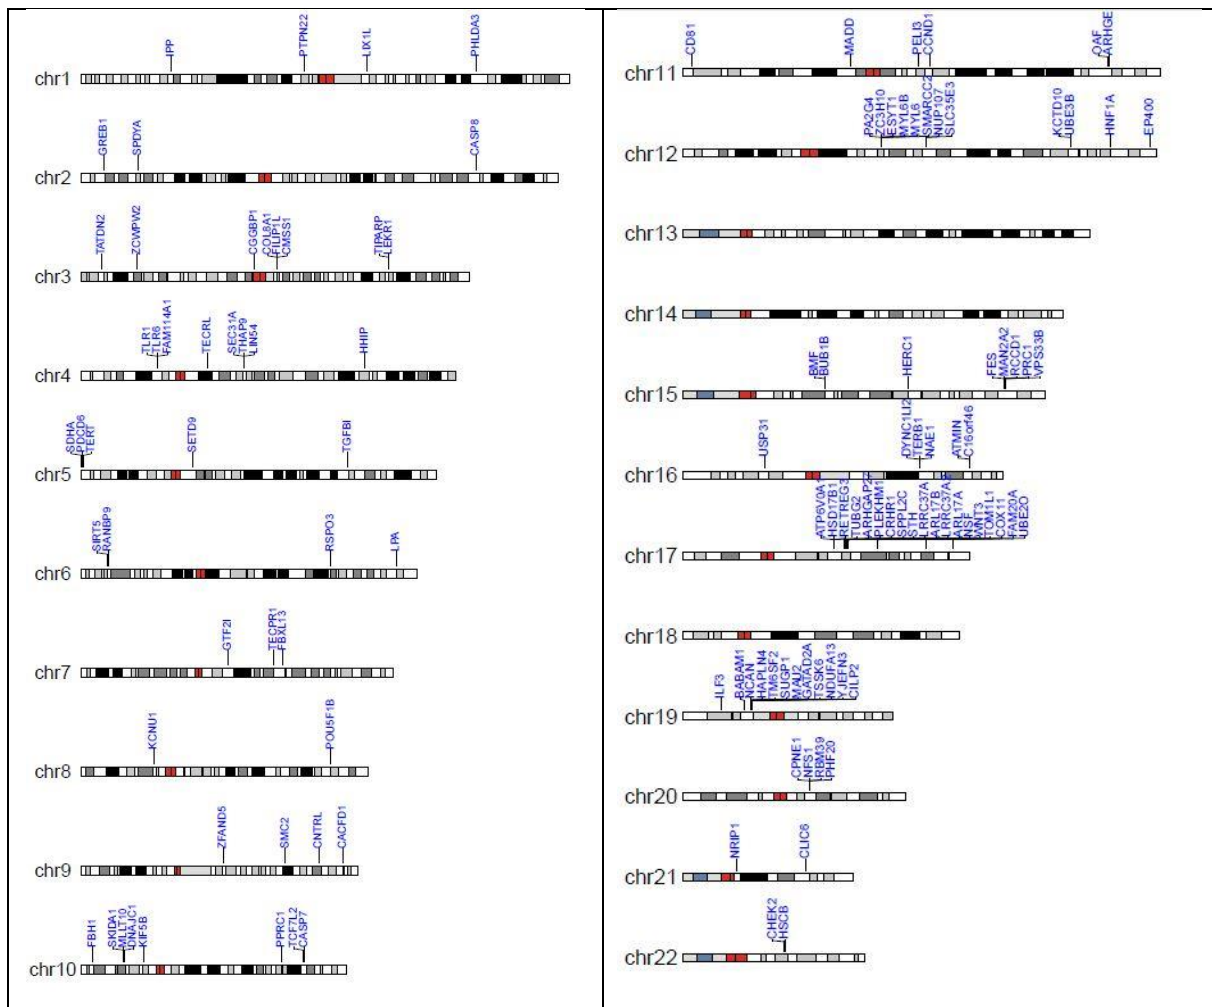 IPP PTPN22 LIX1L PHLDA3
chr1
GREB1 SPDYA CASP8
chr2
TATDN2 ZCWPW2 CGGBP1 COL8A1 FILIP1L CMSS1 TIPARP LEKR1
chr3
TLR1 TLR6 FAM114A1 TECRL SEC31A THAP9 LIN54 HHIP
chr4
SDHA PDCD6 TERT SETD9 TGFBI
chr5
SIRT5 RANBP9 RSPO3 LPA
chr6
GTF2I TECPR1 FBXL13
chr7
KCNU1 POU5F1B
chr8
ZFAND5 SMC2 CNTRL CACFD1
chr9
FBH1 SKIDA1 MLLT10 DNAJC1 KIF5B PPRC1 TCF7L2 CASP7
chr10
CD81 MADD PELI3 CCND1 OAF ARHGE
chr11
PA2G4 ZC3H10 ESYT1 MYL6B MYL6 SMARCC2 NUP107 SLC35E3 KCTD10 UBE3B HNF1A EP400
chr12
chr13
chr14
BMF BUB1B HERC1 FES MAN2A2 RCCD1 PRC1 VPS33B
chr15
USP31 DYNC1LI2 TERB1 NAE1 ATMIN C16orf46
chr16
ATP6V0A1 HSD17B1 RETREG3 TUBG2 PLEKHM1 CRHR1 SPPL2C STH LRRC37A ARL17B ARL17A NSF WNT3 TOM1L1 COX11 FAM20A UBE2O
chr17
chr18
ILF3 BABAM1 NCAN HAPLN4 TM6SF2 SUGP1 MAU2 GATAD2A TSSK6 NDUFA13 YJEFN3 CILP2
chr19
CPNE1 NFS1 RBM39 PHF20
chr20
NRIP1 CLIC6
chr21
CHEK2 HSCB
chr22